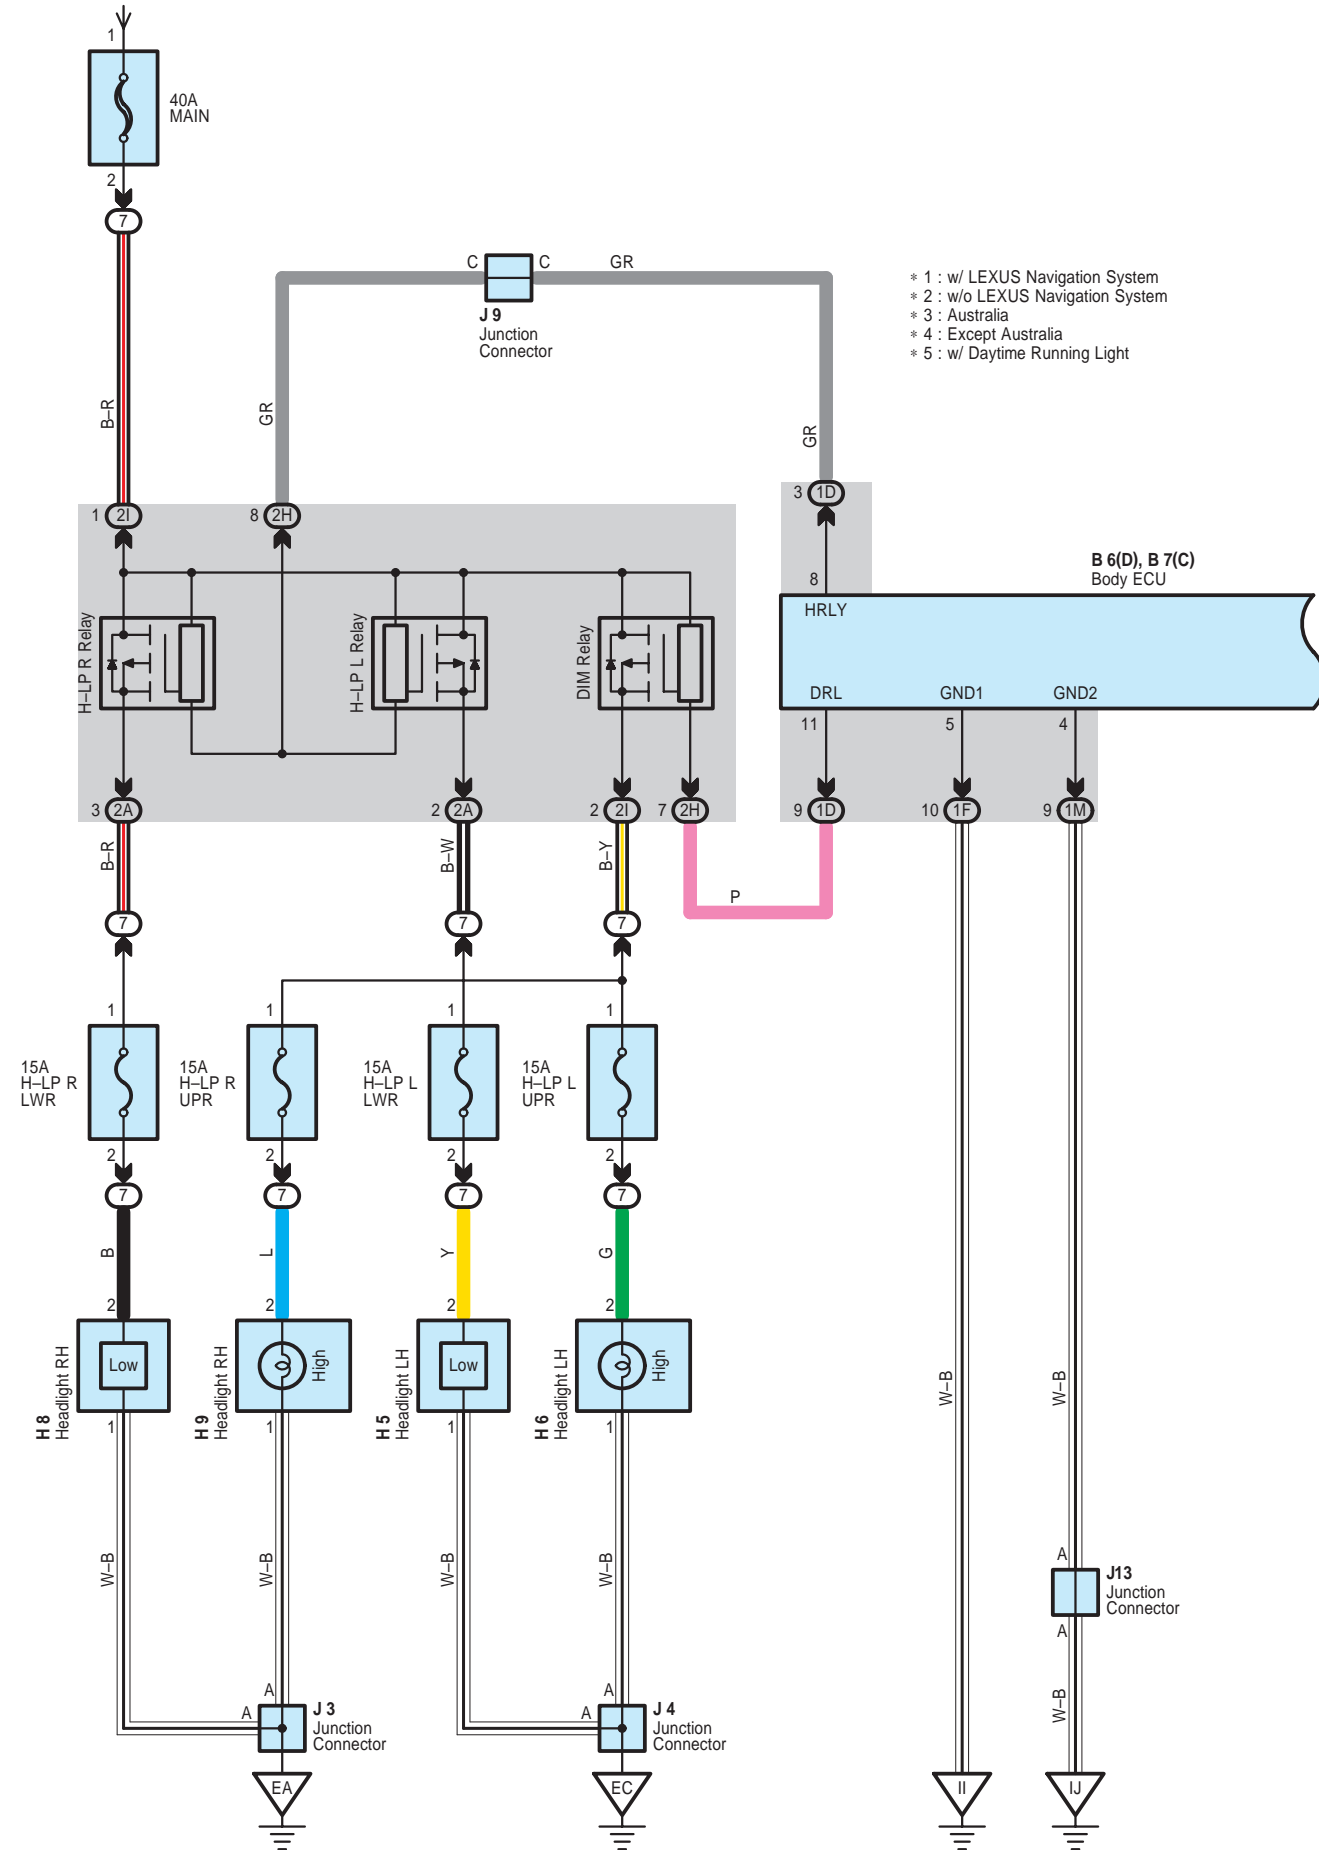 1
40A
MAIN
2
7
C
C
GR
J 9
Junction
Connector
∗ 1 : w/ LEXUS Navigation System
∗ 2 : w/o LEXUS Navigation System
∗ 3 : Australia
∗ 4 : Except Australia
∗ 5 : w/ Daytime Running Light
B–R
GR
GR
1
2I
8
2H
3
1D
8
B 6(D), B 7(C)
Body ECU
HRLY
H–LP R Relay
H–LP L Relay
DIM Relay
DRL
GND1
GND2
11
5
4
3
2A
2
2A
2
2I
7
2H
9
1D
10
1F
9
1M
B–R
B–W
B–Y
P
7
7
7
1
1
1
1
15A
H–LP R
LWR
15A
H–LP R
UPR
15A
H–LP L
LWR
15A
H–LP L
UPR
2
2
2
2
7
7
7
7
B
L
Y
G
2
2
2
2
Low
High
Low
High
H 8
Headlight RH
H 9
Headlight RH
H 5
Headlight LH
H 6
Headlight LH
1
1
1
1
W–B
W–B
W–B
W–B
W–B
W–B
A
J13
Junction
Connector
A
W–B
A
A
J 3
Junction
Connector
A
A
J 4
Junction
Connector
EA
EC
II
IJ